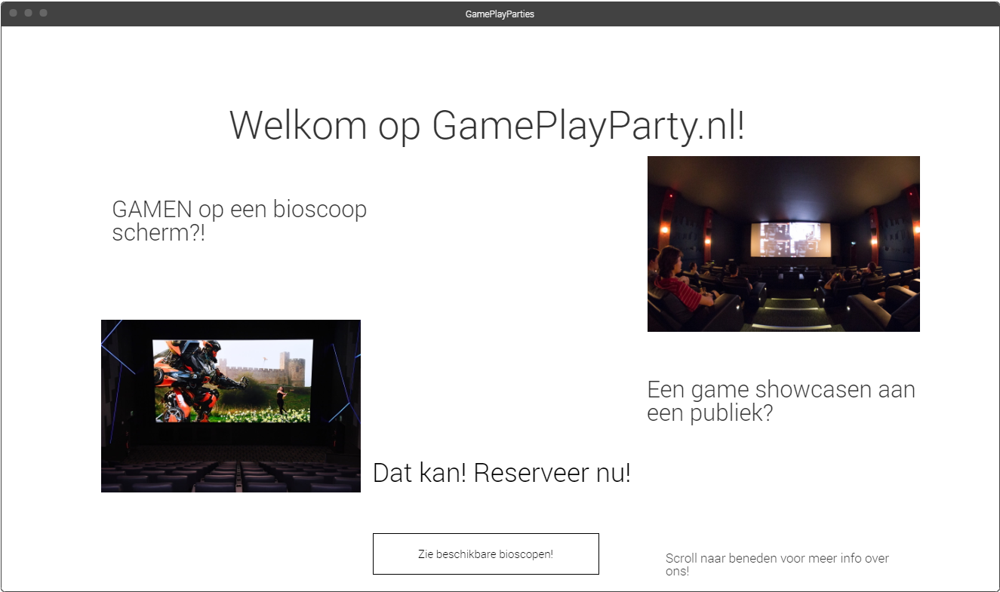 GamePlayParties
Welkom op GamePlayParty.nl!
GAMEN op een bioscoop
scherm?!
Een game showcasen aan
een publiek?
Dat kan! Reserveer nu!
Zie beschikbare bioscopen!
Scroll naar beneden voor meer info over
ons!